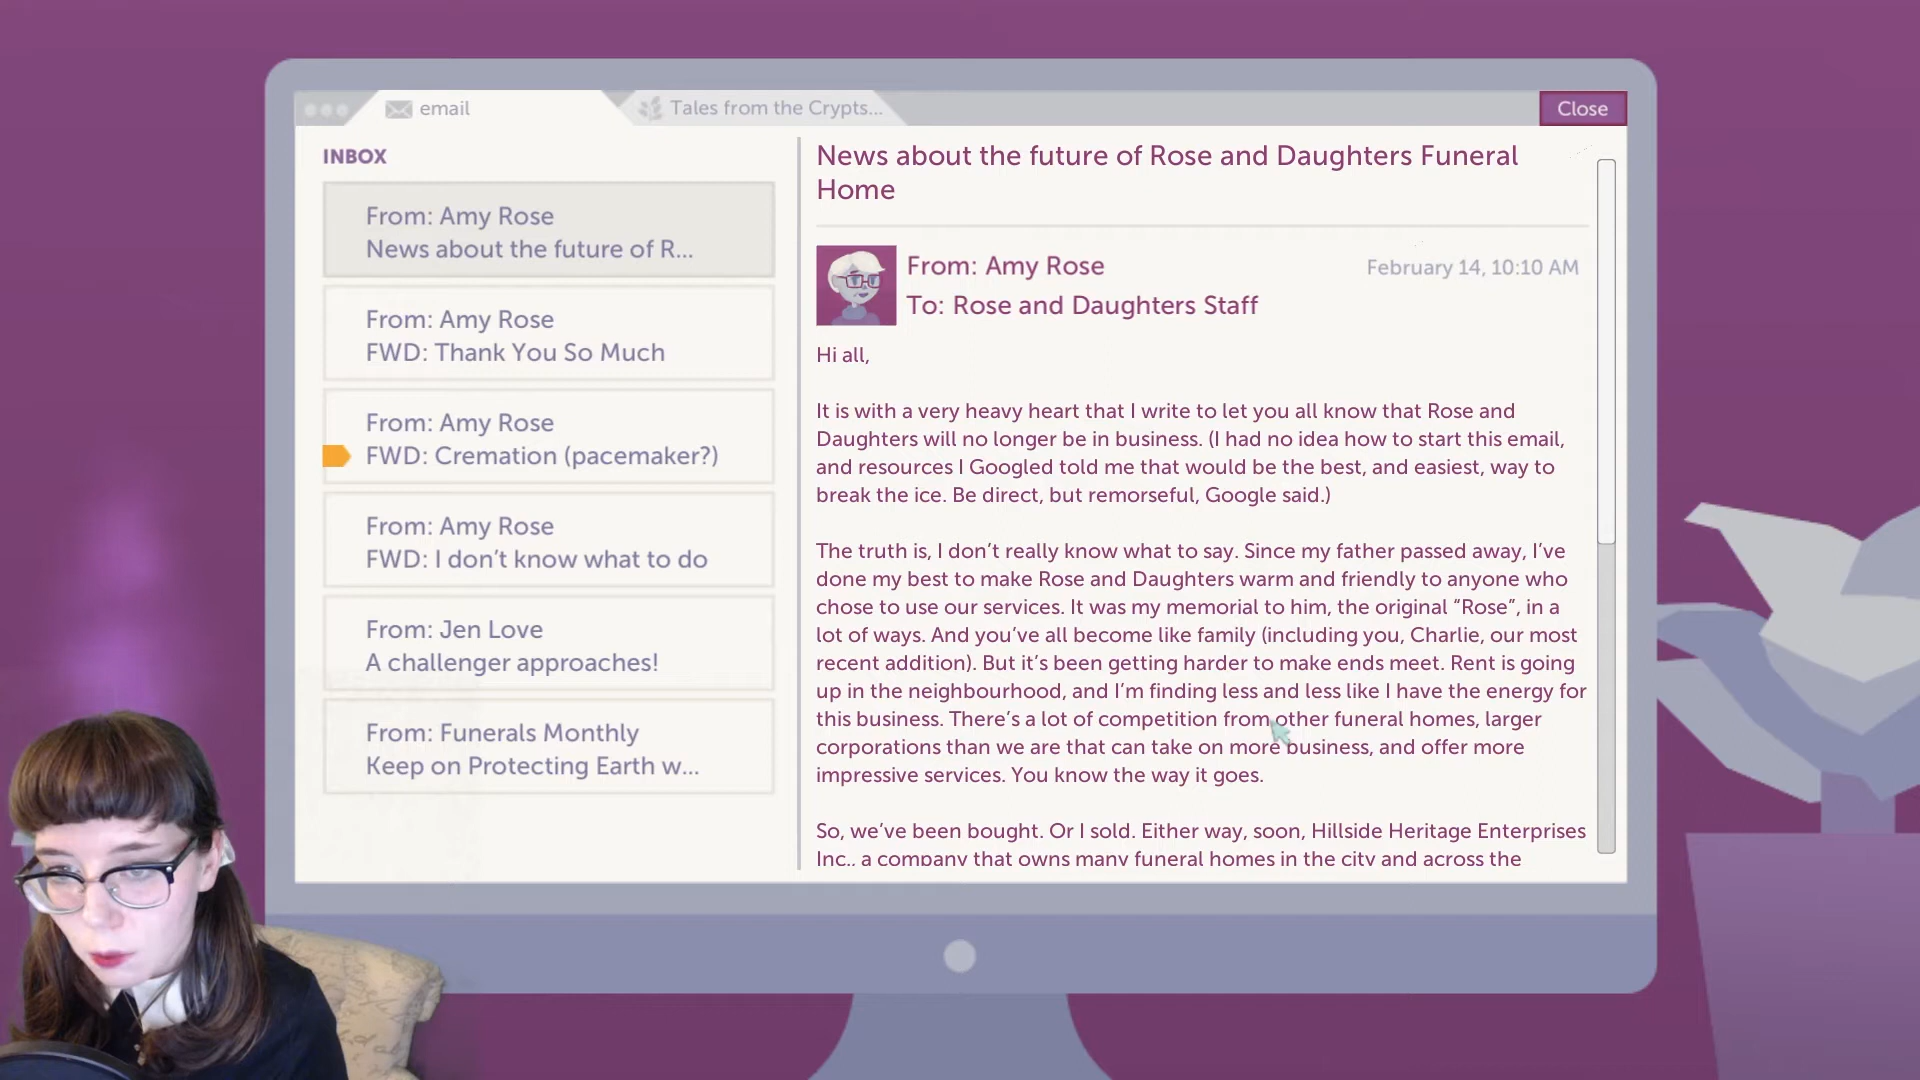 email
Tales from the Crypts...
Close
INBOX
From: Amy Rose
News about the future of R...
From: Amy Rose
FWD: Thank You So Much
From: Amy Rose
FWD: Cremation (pacemaker?)
From: Amy Rose
FWD: I don’t know what to do
From: Jen Love
A challenger approaches!
From: Funerals Monthly
Keep on Protecting Earth w...
News about the future of Rose and Daughters Funeral
Home
From: Amy Rose
February 14, 10:10 AM
To: Rose and Daughters Staff
Hi all,
It is with a very heavy heart that I write to let you all know that Rose and
Daughters will no longer be in business. (I had no idea how to start this email,
and resources I Googled told me that would be the best, and easiest, way to
break the ice. Be direct, but remorseful, Google said.)
The truth is, I don’t really know what to say. Since my father passed away, I’ve
done my best to make Rose and Daughters warm and friendly to anyone who
chose to use our services. It was my memorial to him, the original “Rose”, in a
lot of ways. And you’ve all become like family (including you, Charlie, our most
recent addition). But it’s been getting harder to make ends meet. Rent is going
up in the neighbourhood, and I’m finding less and less like I have the energy for
this business. There’s a lot of competition from other funeral homes, larger
corporations than we are that can take on more business, and offer more
impressive services. You know the way it goes.
So, we’ve been bought. Or I sold. Either way, soon, Hillside Heritage Enterprises
Inc., a company that owns many funeral homes in the city and across the